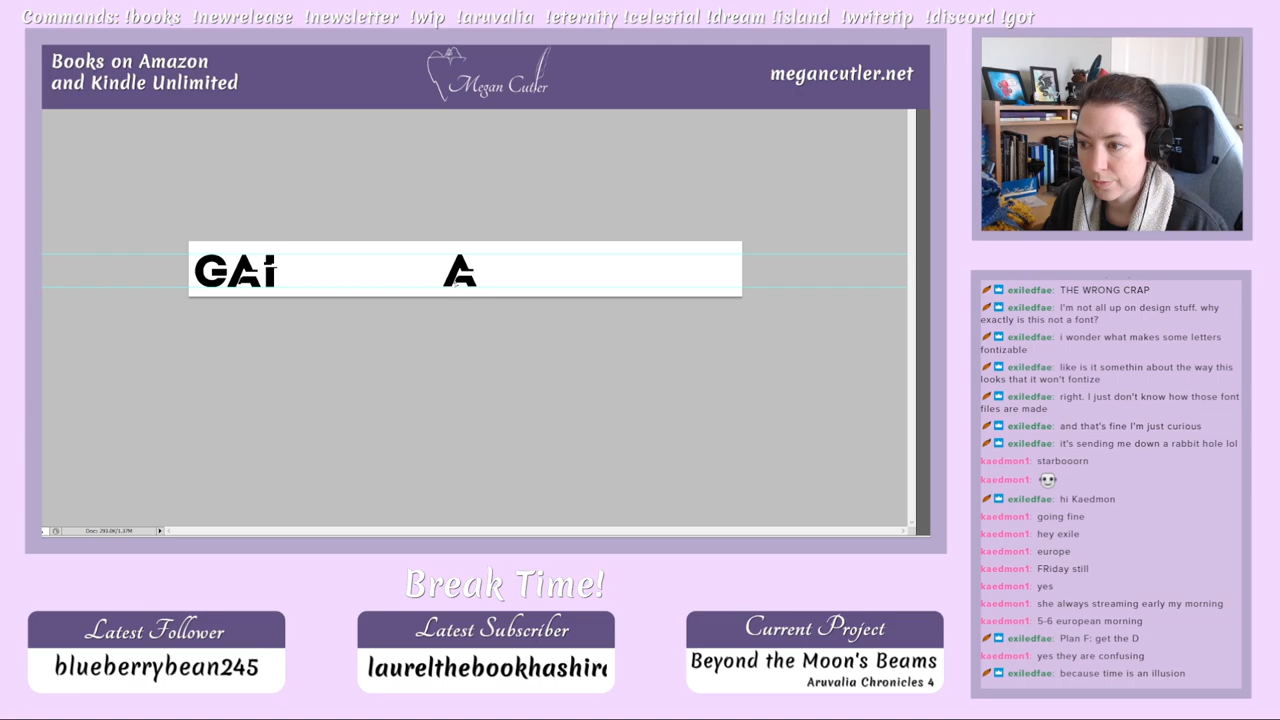 Commands: !books !newrelease !newsletter !wip !aruvalia !eternity !celestial !dream !island !writetip !discord !got
Books on Amazon
and Kindle Unlimited
Megan Cutler
megancutler.net
GAI A
Doc: 293.0K/1.37M
Break Time!
Latest Follower
blueberrybean245
Latest Subscriber
laurelthebookhashira
Current Project
Beyond the Moon's Beams
Aruvalia Chronicles 4
exiledfae: THE WRONG CRAP
exiledfae: I'm not all up on design stuff. why
exactly is this not a font?
exiledfae: i wonder what makes some letters
fontizable
exiledfae: like is it somethin about the way this
looks that it won't fontize
exiledfae: right. I just don't know how those font
files are made
exiledfae: and that's fine I'm just curious
exiledfae: it's sending me down a rabbit hole lol
kaedmon1: starbooorn
kaedmon1:
exiledfae: hi Kaedmon
kaedmon1: going fine
kaedmon1: hey exile
kaedmon1: europe
kaedmon1: FRiday still
kaedmon1: yes
kaedmon1: she always streaming early my morning
kaedmon1: 5-6 european morning
exiledfae: Plan F: get the D
kaedmon1: yes they are confusing
exiledfae: because time is an illusion